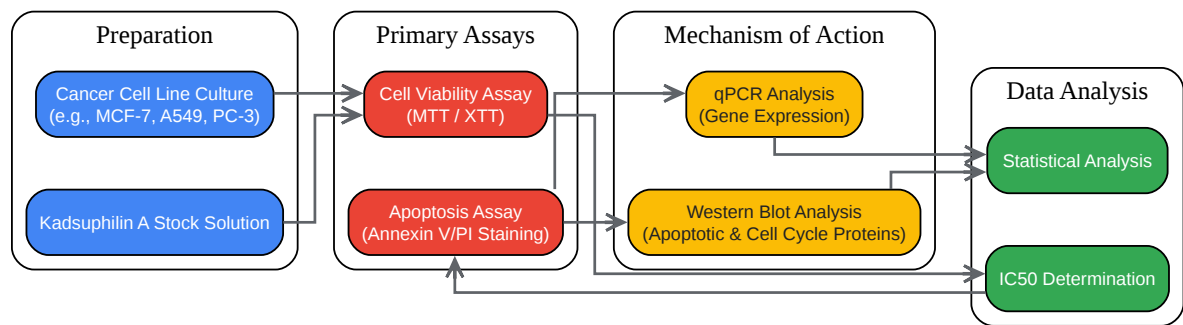 Preparation
Cancer Cell Line Culture
(e.g., MCF-7, A549, PC-3)
Kadsuphilin A Stock Solution
Primary Assays
Cell Viability Assay
(MTT / XTT)
Apoptosis Assay
(Annexin V/PI Staining)
Mechanism of Action
qPCR Analysis
(Gene Expression)
Western Blot Analysis
(Apoptotic & Cell Cycle Proteins)
Data Analysis
Statistical Analysis
IC50 Determination